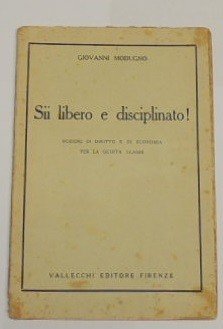 GIOVANNI MODUGNO
Sii libero e disciplinato!
NOZIONI DI DIRITTO E DI ECONOMIA
PER LA QUINTA CLASSE
VALLECCHI EDITORE FIRENZE